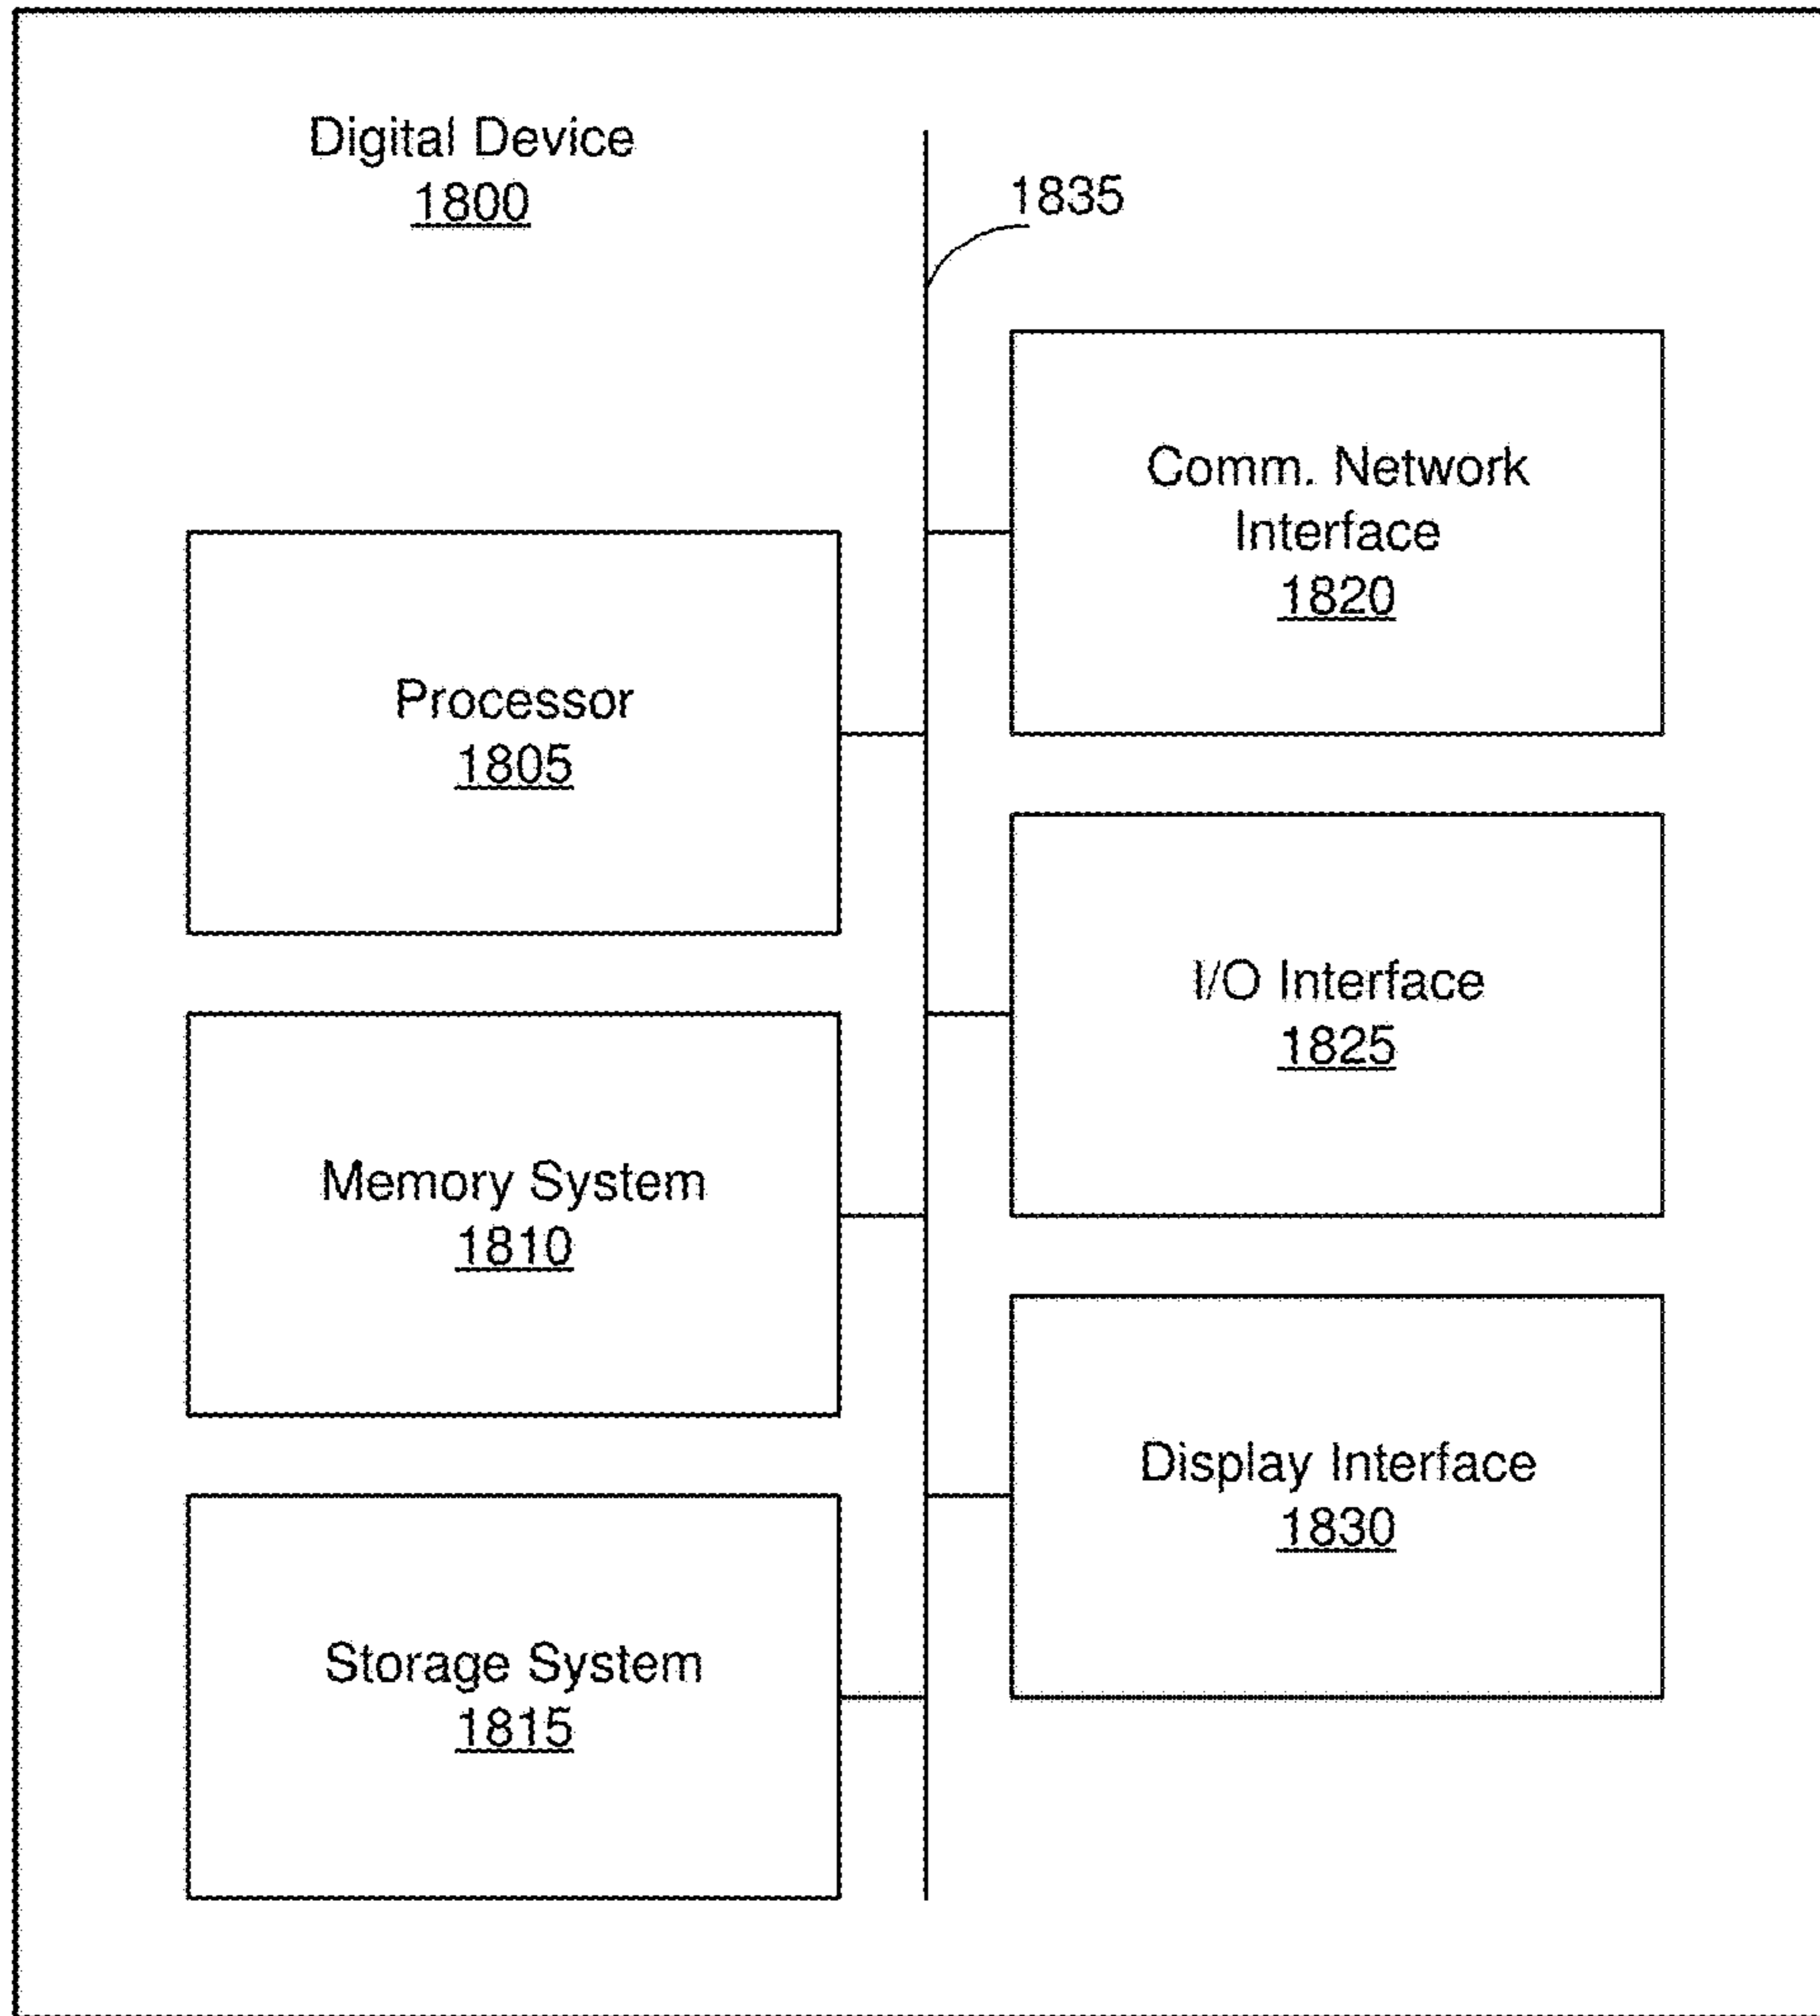 Digital Device
1800
1835
Comm. Network
Interface
1820
Processor
1805
I/O Interface
1825
Memory System
1810
Display Interface
1830
Storage System
1815